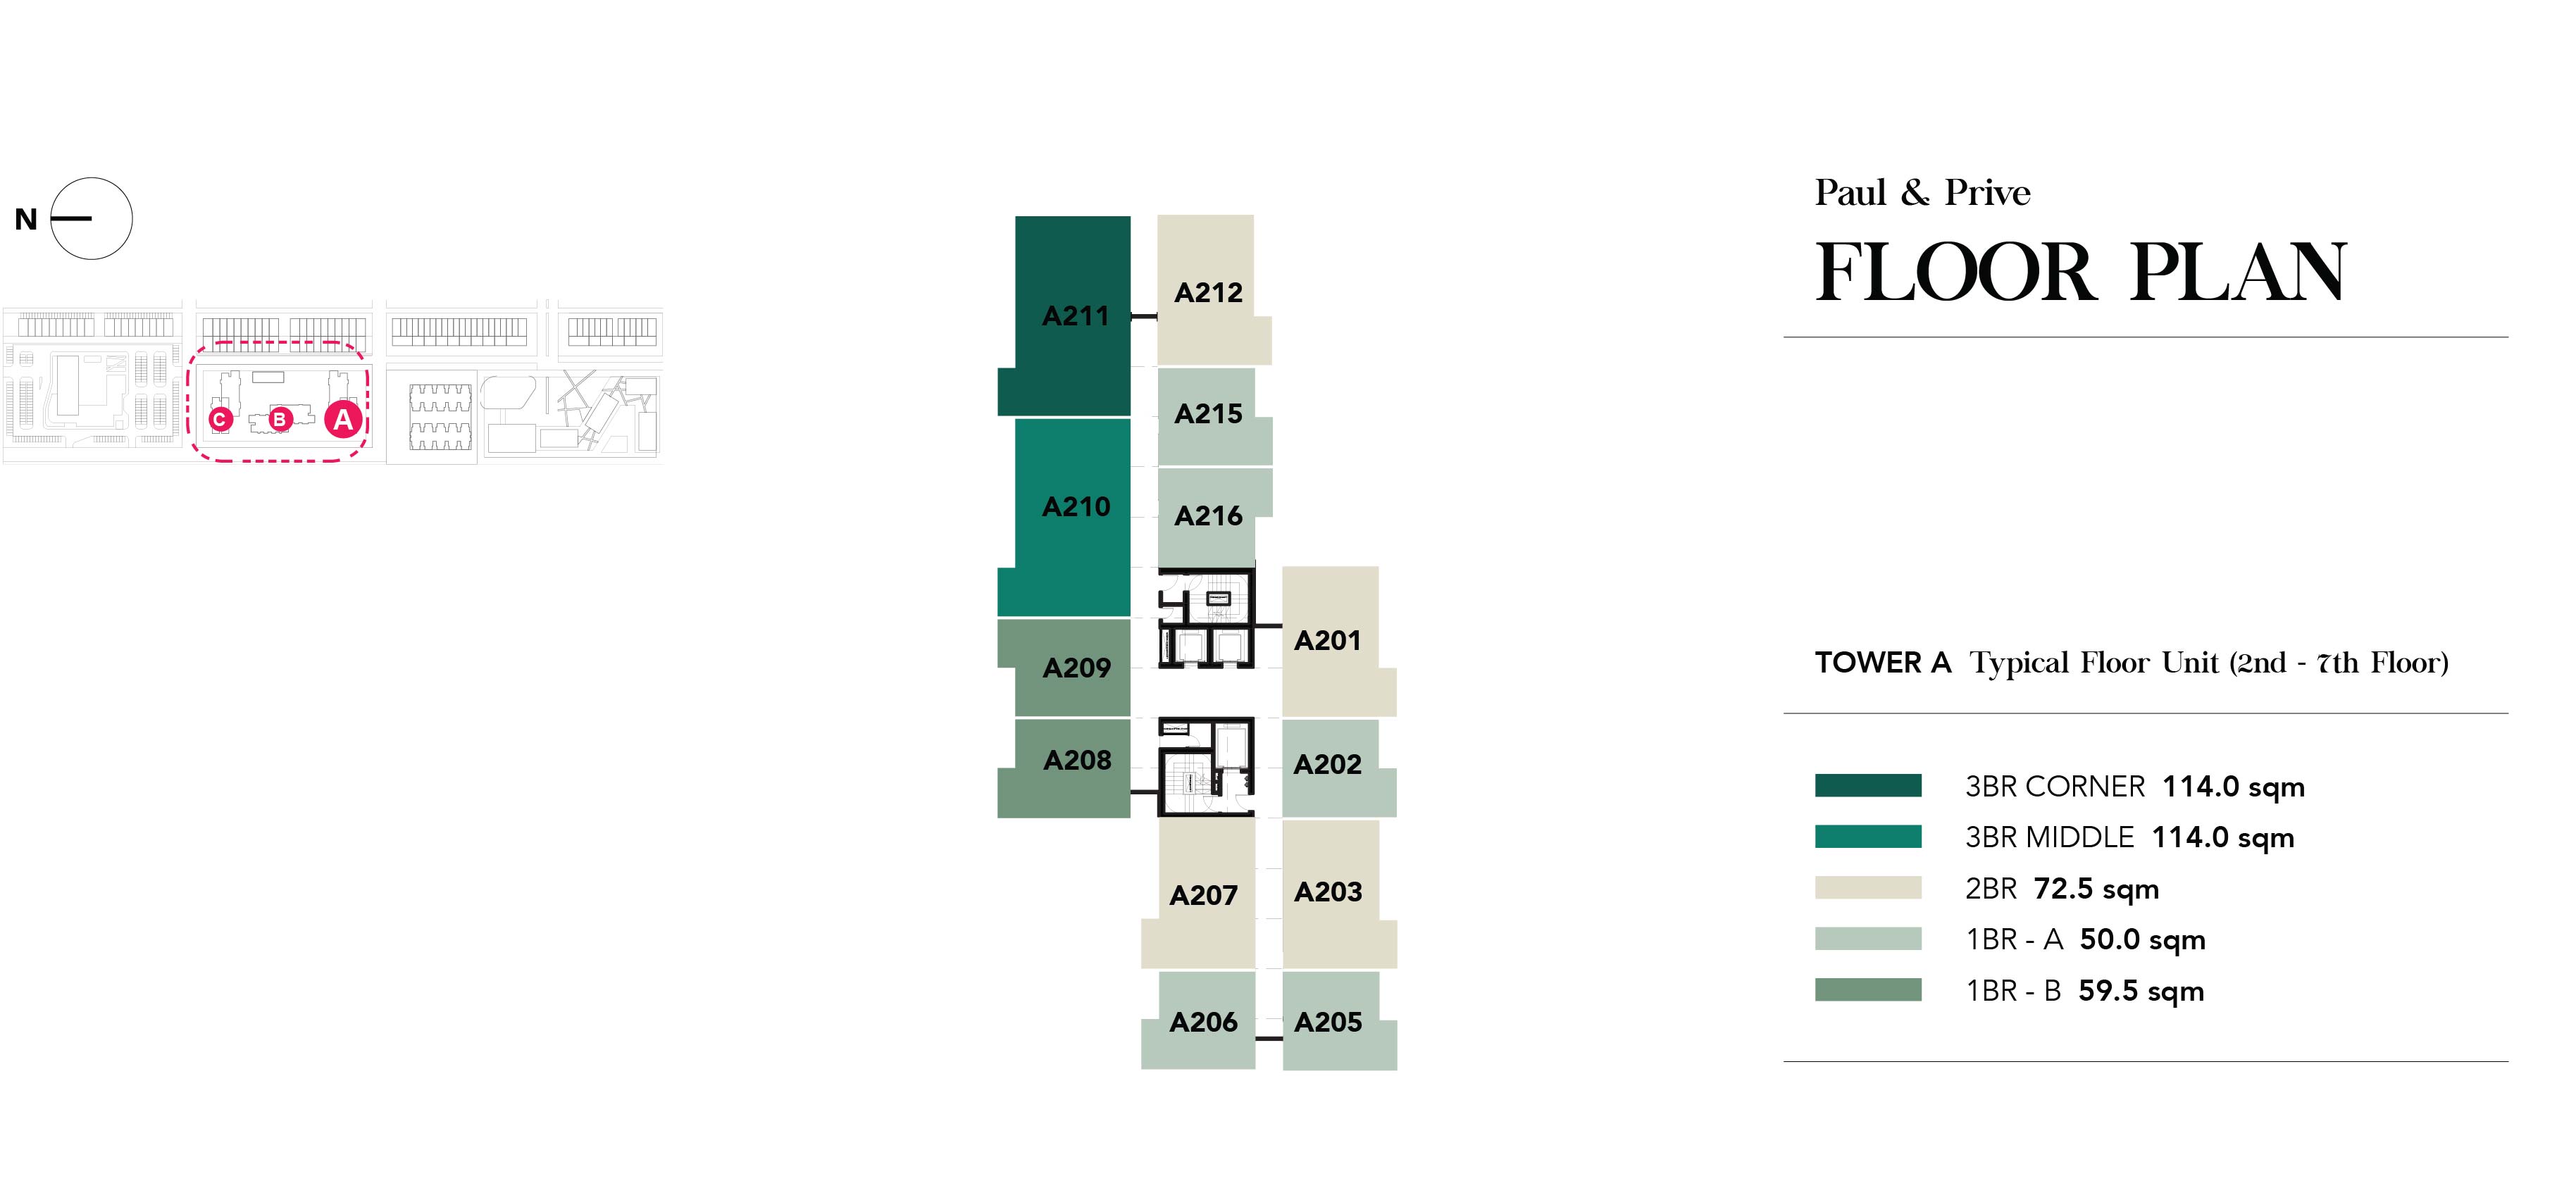 N
C
B
A
A211
A212
A215
A210
A216
A209
A201
A208
A202
A207
A203
A206
A205
Paul & Prive
FLOOR PLAN
TOWER A Typical Floor Unit (2nd - 7th Floor)
3BR CORNER 114.0 sqm
3BR MIDDLE 114.0 sqm
2BR 72.5 sqm
1BR - A 50.0 sqm
1BR - B 59.5 sqm